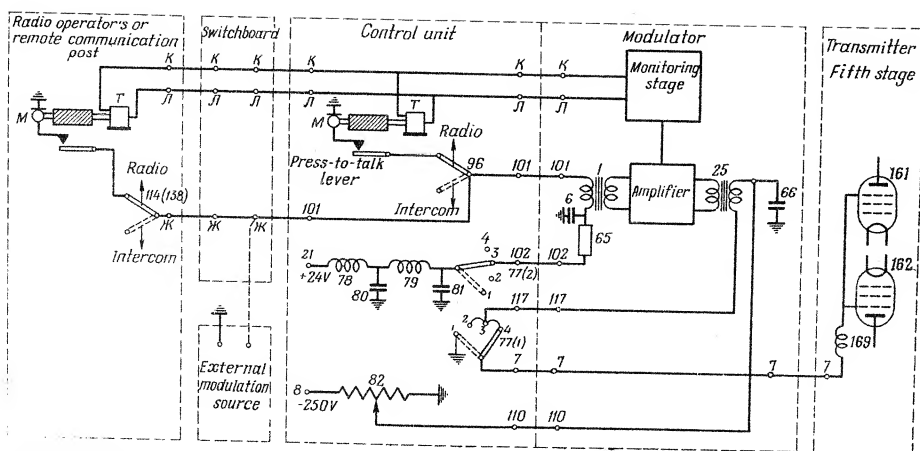 Radio operator's or
remote communication
post
Switchboard
Control unit
Modulator
Transmitter
Fifth stage
К К К К К К
Л Л Л Л Л Л
Monitoring
stage
M
T
M
T
Radio
Press-to-talk
lever
96
101
101
1
25
66
161
Amplifier
Radio
114(138)
Intercom
6
Intercom
Ж Ж Ж
101
65
162
21
+24V
78
79
4
3
2
1
102
77(2)
102
80
81
117
117
169
1
2
3
4
77(1)
7
7
7
7
External
modulation
source
8
-250V
82
110
110